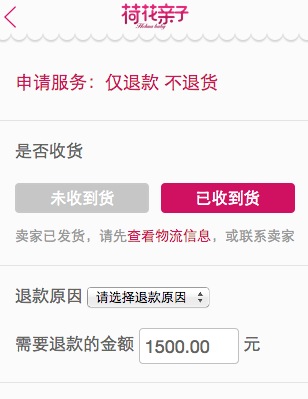 荷花亲子
Hehua baby
申请服务：仅退款 不退货
是否收货
未收到货 已收到货
卖家已发货，请先查看物流信息，或联系卖家
退款原因 请选择退款原因
需要退款的金额 1500.00 元